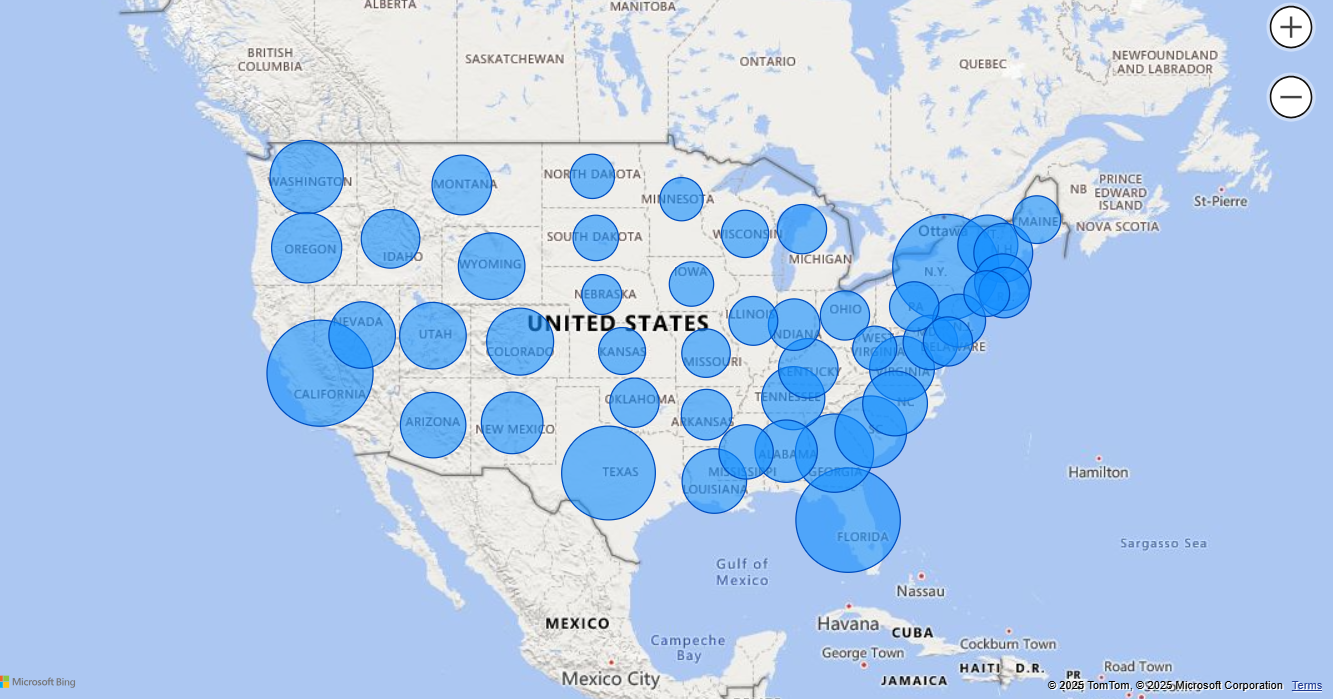 ALBERTA
MANITOBA
BRITISH
COLUMBIA
SASKATCHEWAN
ONTARIO
QUEBEC
NEWFOUNDLAND
AND LABRADOR
WASHINGTON
MONTANA
NORTH DAKOTA
MINNESOTA
NB
PRINCE
EDWARD
ISLAND
St-Pierre
MAINE
NOVA SCOTIA
Ottawa
OREGON
IDAHO
SOUTH DAKOTA
WISCONSIN
MICHIGAN
WYOMING
IOWA
N.Y.
NEBRASKA
NEVADA
UTAH
COLORADO
UNITED STATES
ILLINOIS
INDIANA
OHIO
PA
N.J.
KANSAS
MISSOURI
WEST
VIRGINIA
DELAWARE
CALIFORNIA
KENTUCKY
VIRGINIA
OKLAHOMA
TENNESSEE
NC
ARIZONA
NEW MEXICO
ARKANSAS
SC
TEXAS
MISSISSIPPI
ALABAMA
GEORGIA
LOUISIANA
Hamilton
FLORIDA
Sargasso Sea
Gulf of
Mexico
Nassau
MEXICO
Havana
CUBA
Campeche
Bay
George Town
Cockburn Town
HAITI
D.R.
PR
Road Town
Mexico City
JAMAICA
Microsoft Bing
© 2025 TomTom, © 2025 Microsoft Corporation Terms